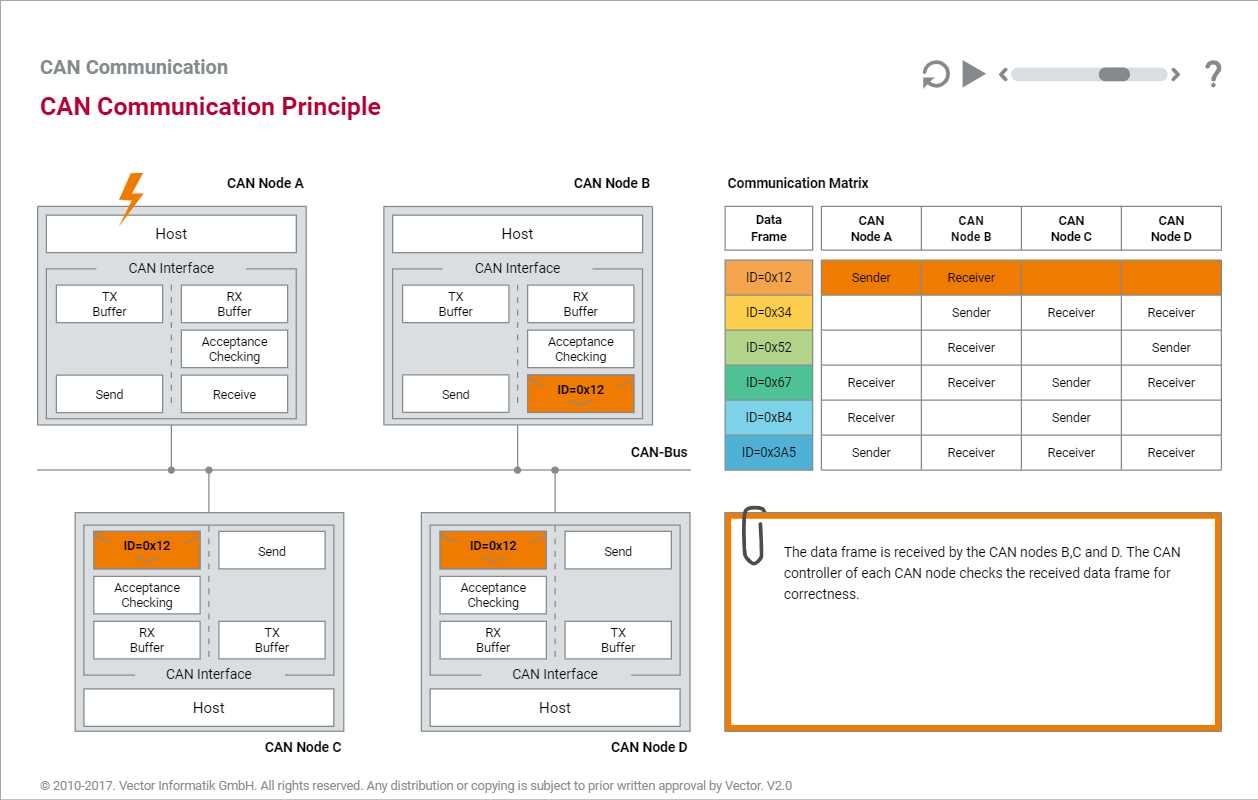 CAN Communication
CAN Communication Principle
?
CAN Node A
Host
CAN Interface
TX
Buffer
RX
Buffer
Acceptance
Checking
Send
Receive
CAN Node B
Host
CAN Interface
TX
Buffer
RX
Buffer
Acceptance
Checking
Send
ID=0x12
CAN-Bus
ID=0x12
Send
Acceptance
Checking
RX
Buffer
TX
Buffer
CAN Interface
Host
CAN Node C
ID=0x12
Send
Acceptance
Checking
RX
Buffer
TX
Buffer
CAN Interface
Host
CAN Node D
Communication Matrix
Data
Frame
CAN
Node A
CAN
Node B
CAN
Node C
CAN
Node D
ID=0x12 Sender Receiver
ID=0x34 Sender Receiver Receiver
ID=0x52 Receiver Sender
ID=0x67 Receiver Receiver Sender Receiver
ID=0xB4 Receiver Sender
ID=0x3A5 Sender Receiver Receiver Receiver
The data frame is received by the CAN nodes B,C and D. The CAN
controller of each CAN node checks the received data frame for
correctness.
© 2010-2017. Vector Informatik GmbH. All rights reserved. Any distribution or copying is subject to prior written approval by Vector. V2.0